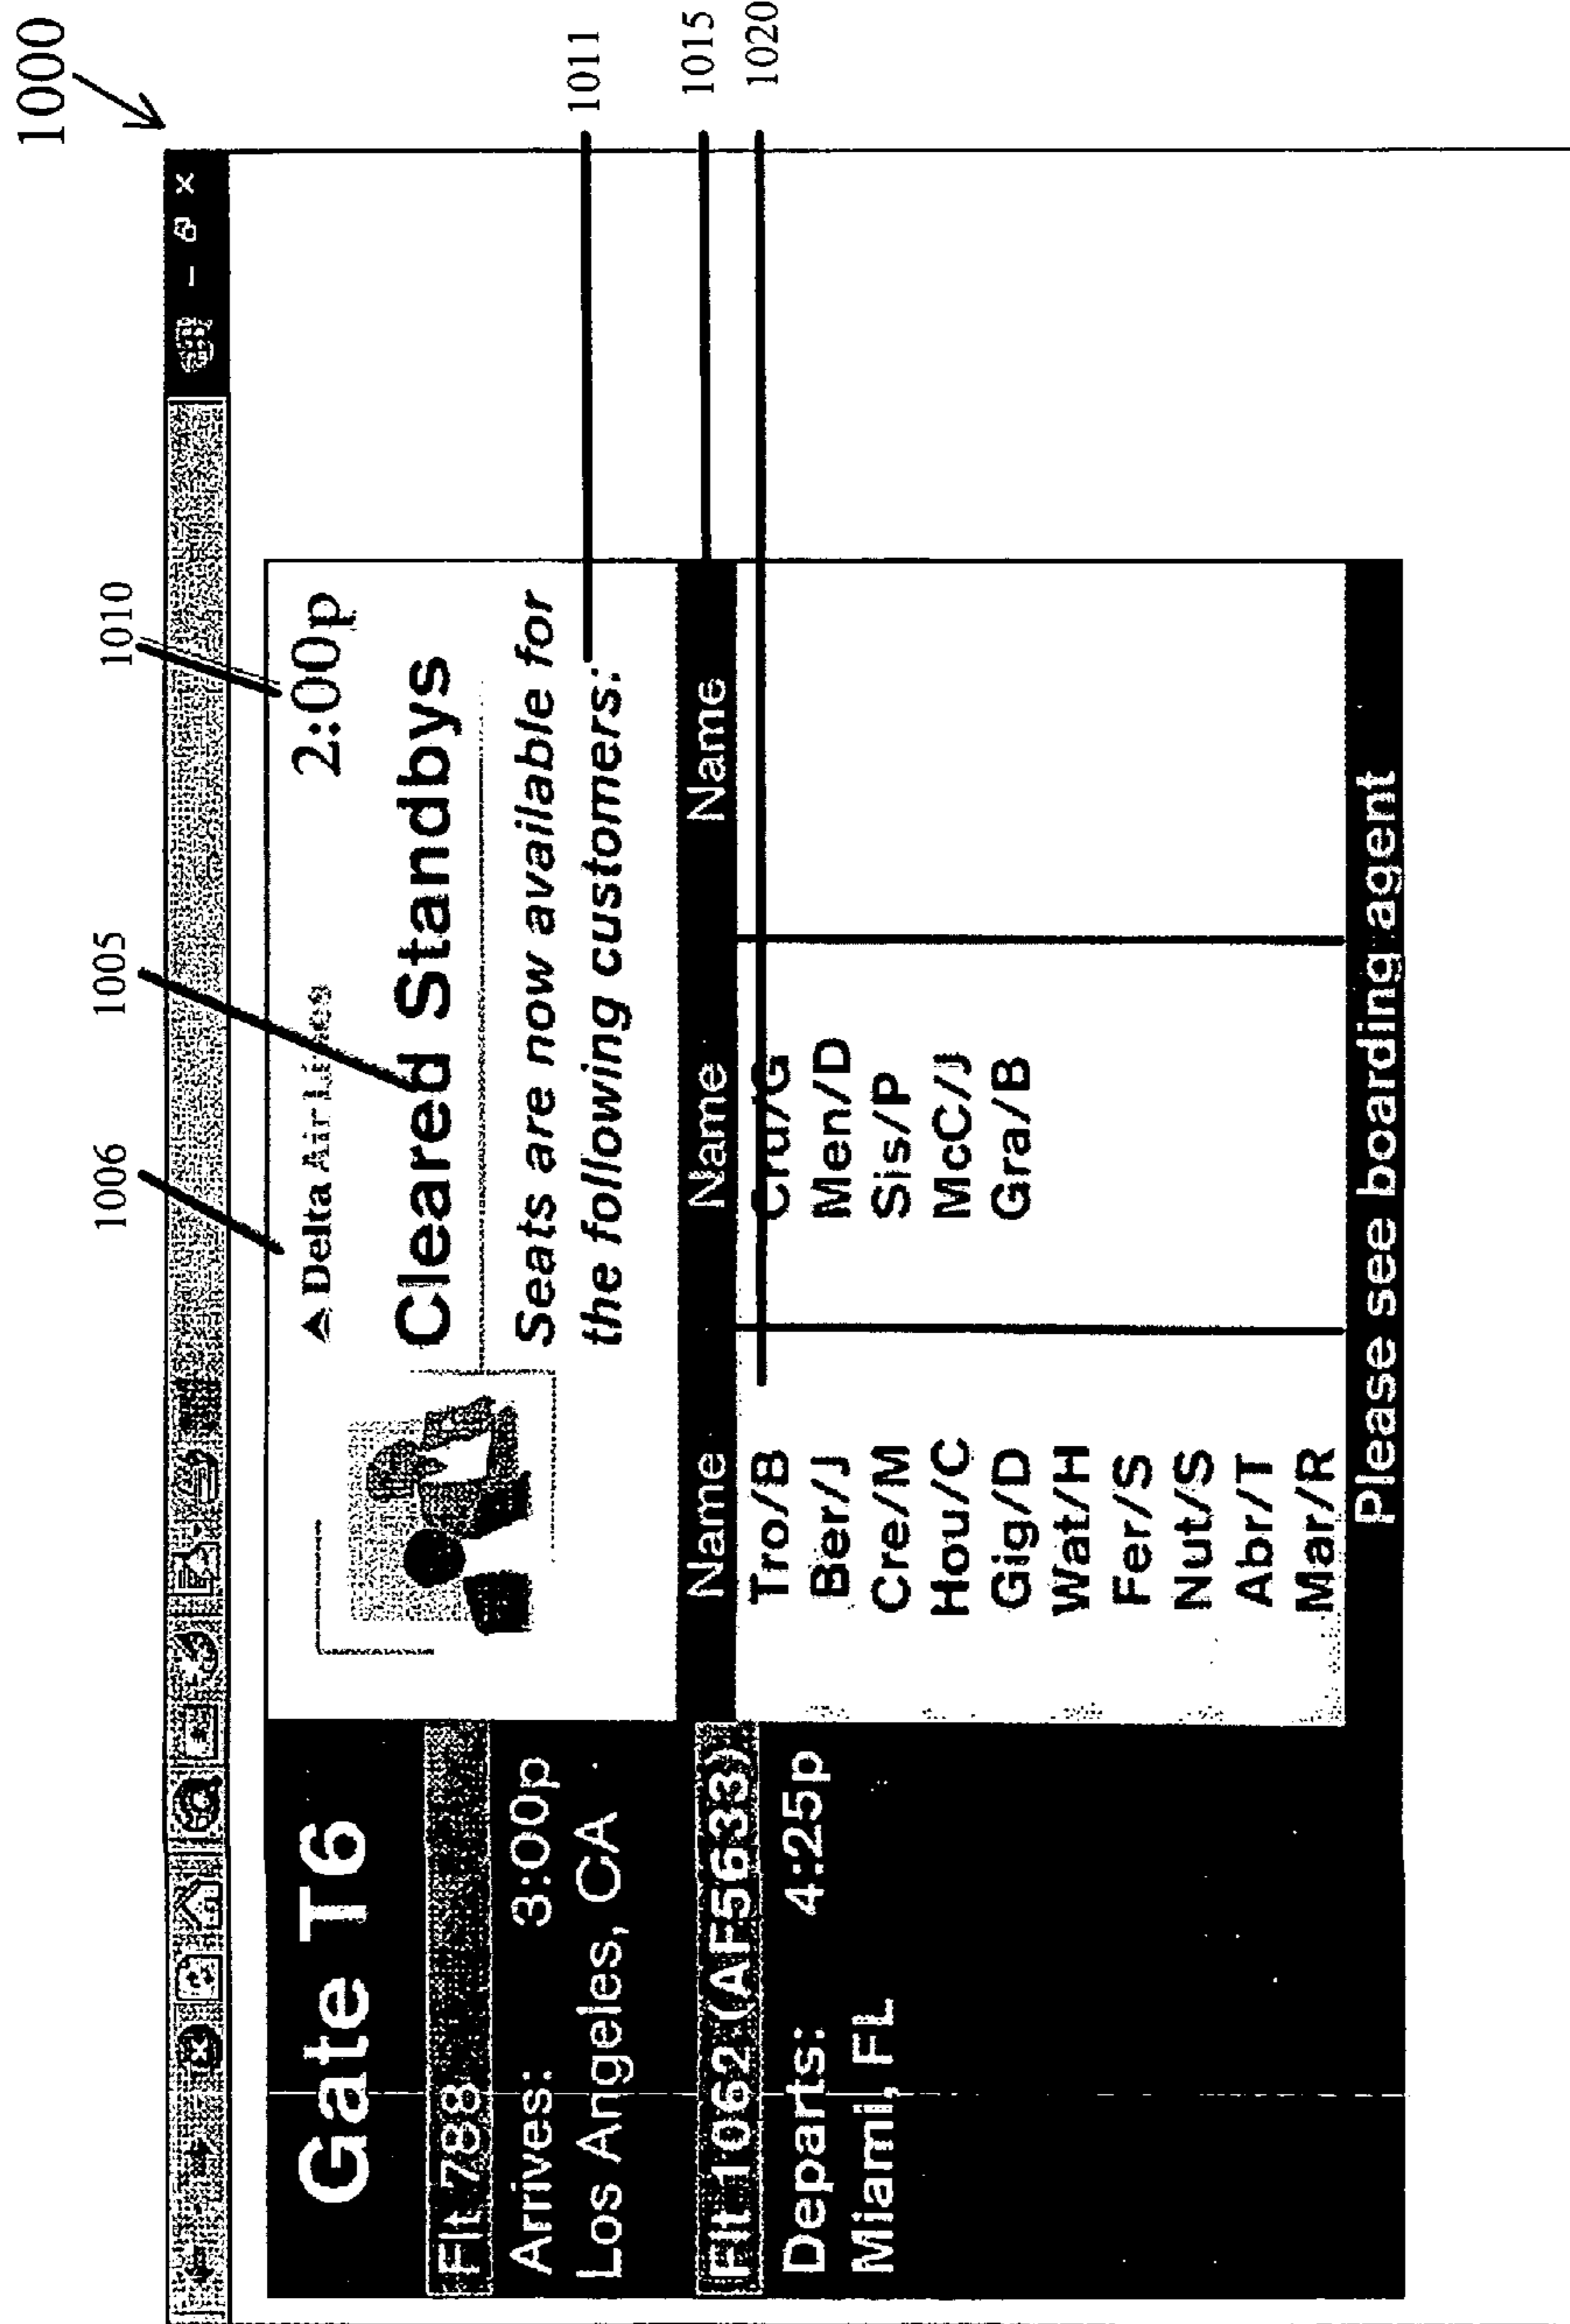 1000
1006
1005
1010
1011
1015
1020
Gate T6
Flt 788
Arrives: 3:00p
Los Angeles, CA
Flt1062(AF5633)
Departs: 4:25p
Miami, FL
Delta Air Lines 2:00p
Cleared Standbys
Seats are now available for
the following customers:
Name Name Name
Tro/B Cru/G
Ber/J Men/D
Cre/M Sis/P
Hou/C McC/J
Gig/D Gra/B
Wat/H
Fer/S
Nut/S
Abr/T
Mar/R
Please see boarding agent